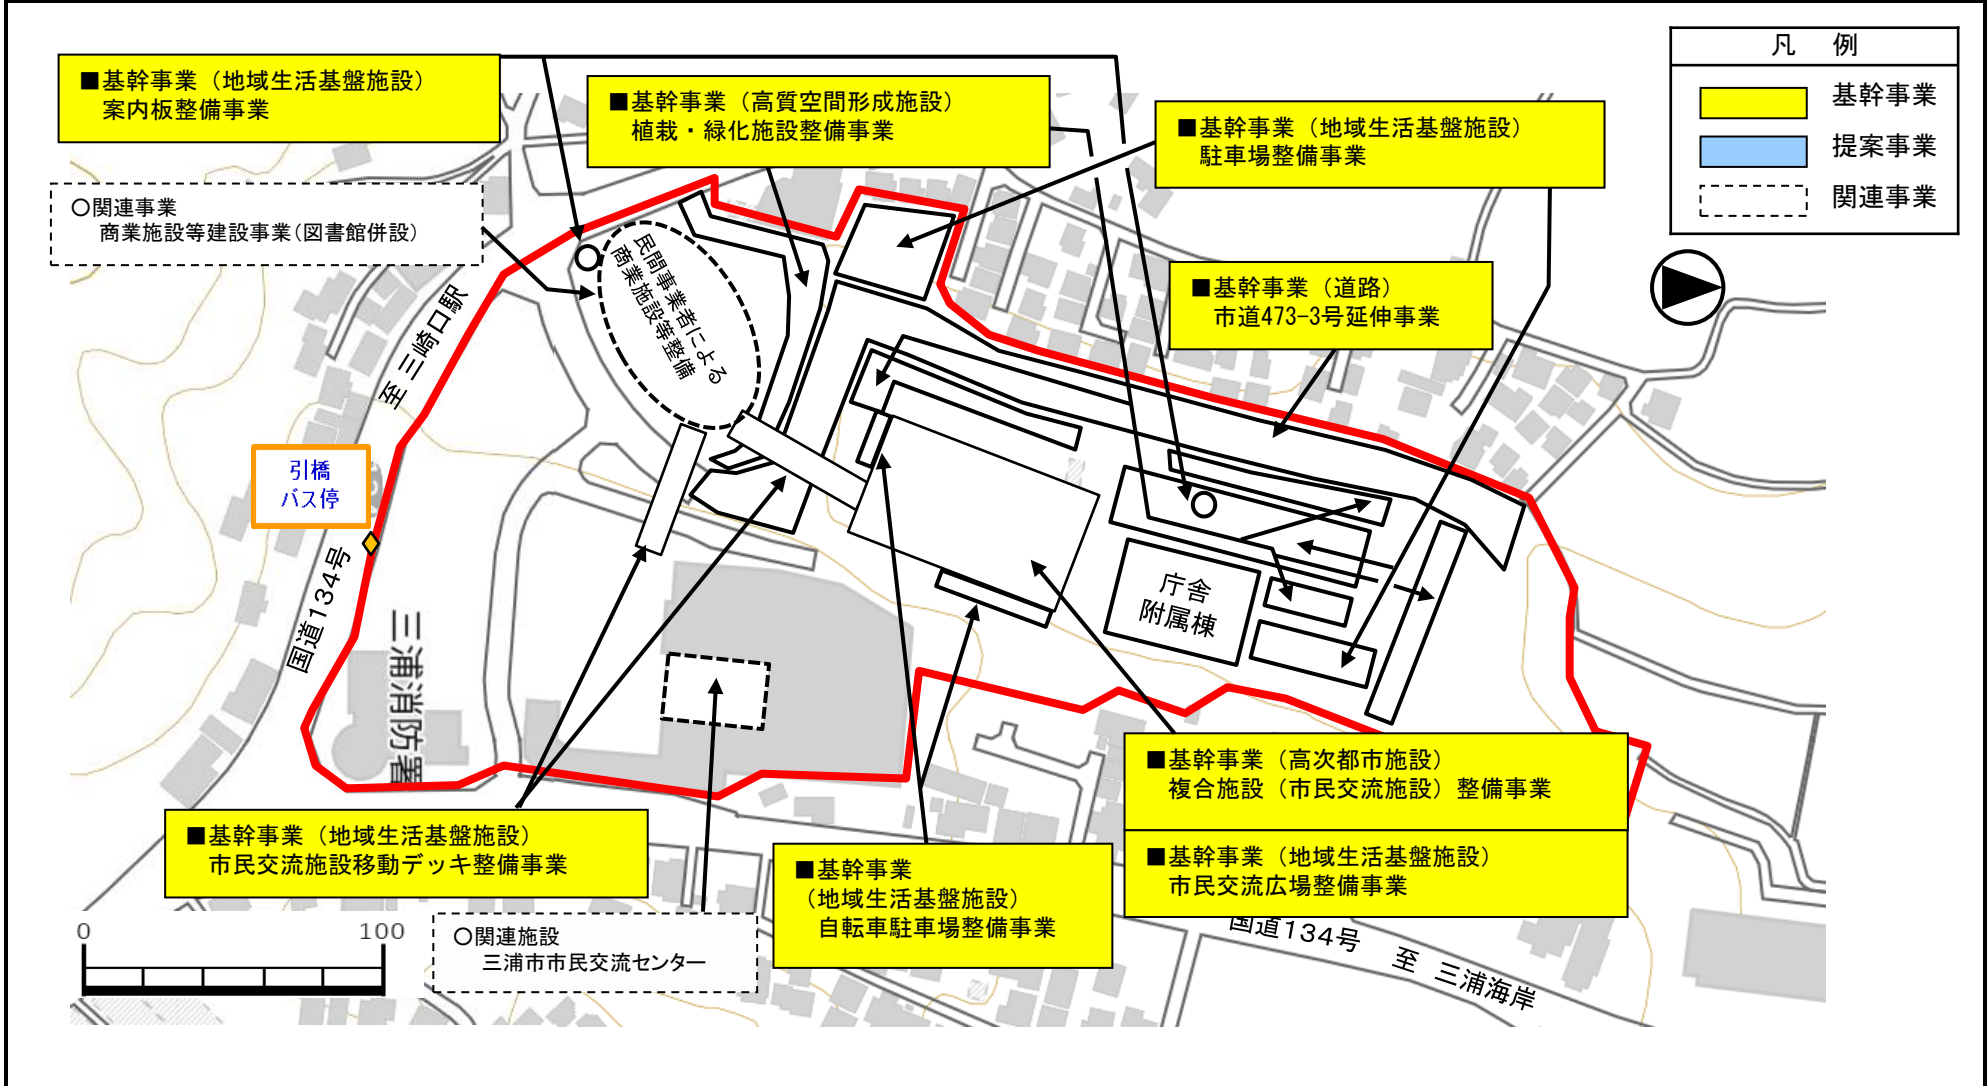 ■基幹事業（地域生活基盤施設）
案内板整備事業
■基幹事業（高質空間形成施設）
植栽・緑化施設整備事業
■基幹事業（地域生活基盤施設）
駐車場整備事業
凡　例
基幹事業
提案事業
関連事業
○関連事業
商業施設等建設事業(図書館併設)
民間事業者による
商業施設等整備
■基幹事業（道路）
市道473-3号延伸事業
至 三崎口駅
引橋
バス停
国道134号
三浦消防署
庁舎
附属棟
■基幹事業（高次都市施設）
複合施設（市民交流施設）整備事業
■基幹事業（地域生活基盤施設）
市民交流広場整備事業
■基幹事業（地域生活基盤施設）
市民交流施設移動デッキ整備事業
■基幹事業
（地域生活基盤施設）
自転車駐車場整備事業
○関連施設
三浦市市民交流センター
国道134号　至 三浦海岸
0 100